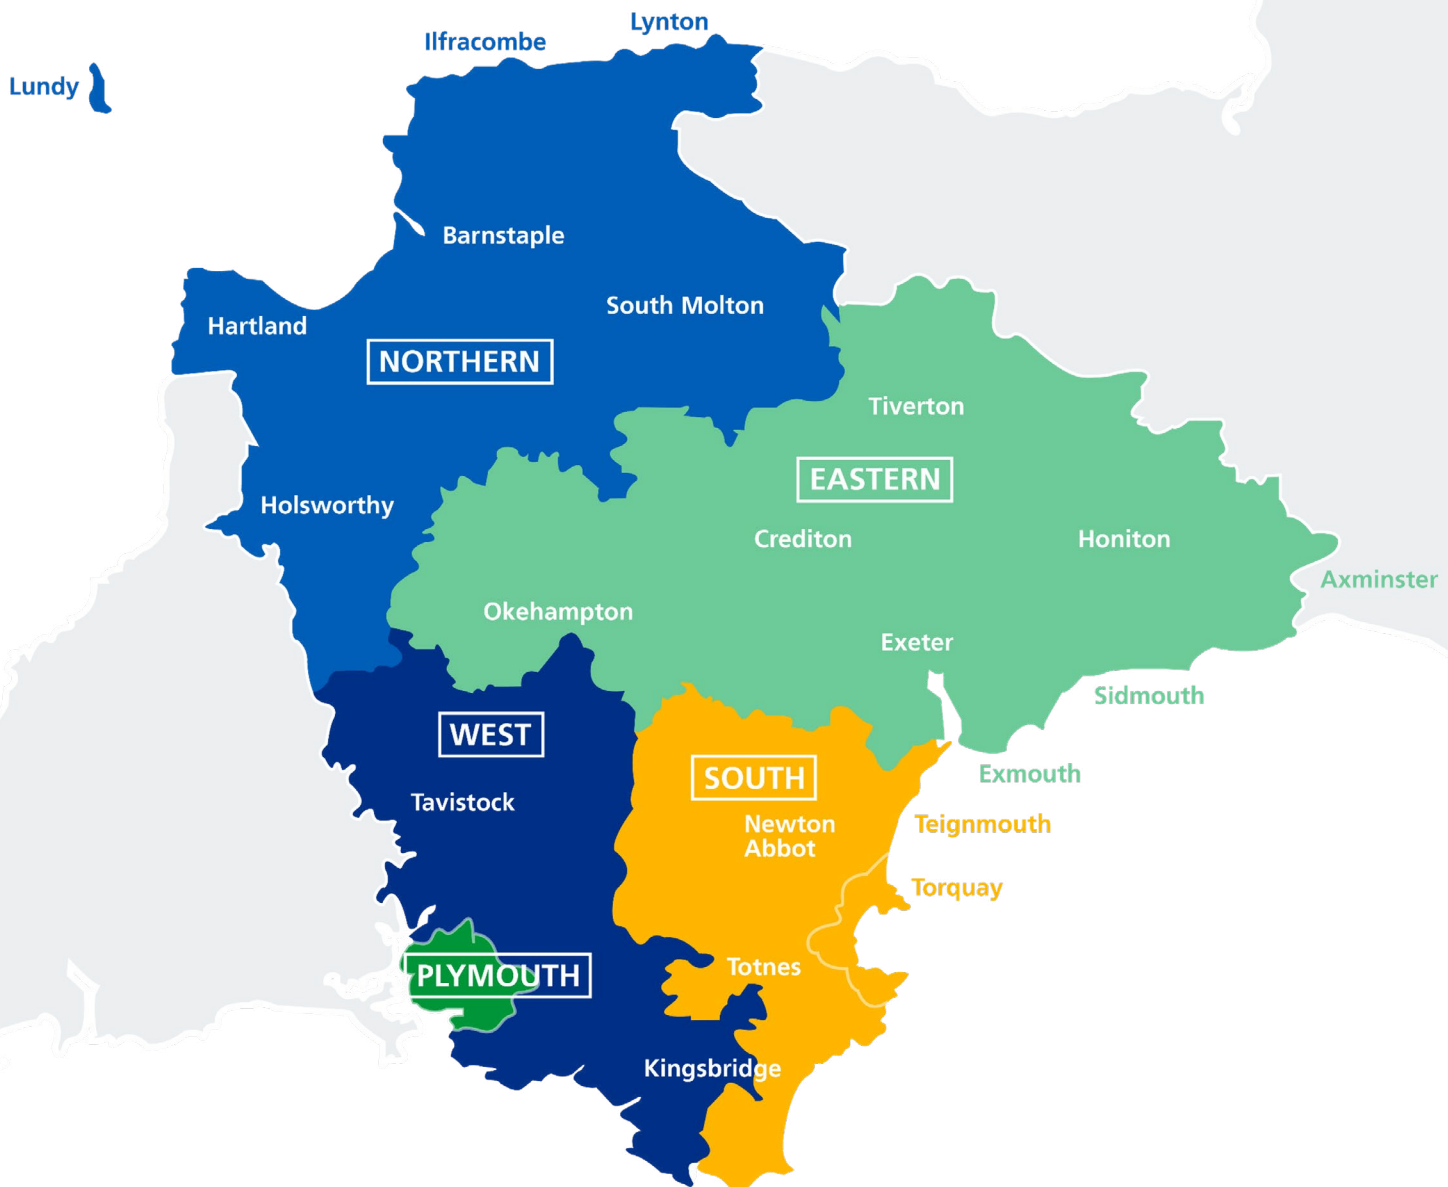 Lynton
Ilfracombe
Lundy
Barnstaple
South Molton
Hartland
NORTHERN
Tiverton
EASTERN
Holsworthy
Crediton
Honiton
Axminster
Okehampton
Exeter
Sidmouth
WEST
SOUTH
Exmouth
Tavistock
Newton
Abbot
Teignmouth
Torquay
Totnes
PLYMOUTH
Kingsbridge